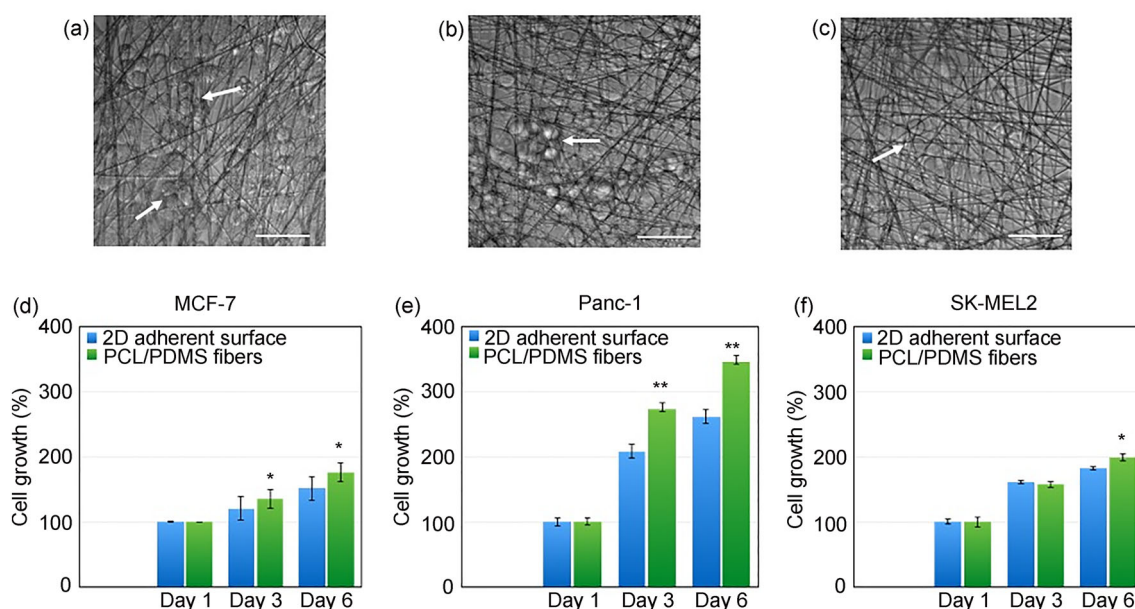 (a)
(b)
(c)
(d)
MCF-7
2D adherent surface
PCL/PDMS fibers
Cell growth (%)
400
300
200
100
0
*
*
Day 1 Day 3 Day 6
(e)
Panc-1
2D adherent surface
PCL/PDMS fibers
Cell growth (%)
400
300
200
100
0
**
**
Day 1 Day 3 Day 6
(f)
SK-MEL2
2D adherent surface
PCL/PDMS fibers
Cell growth (%)
400
300
200
100
0
*
Day 1 Day 3 Day 6